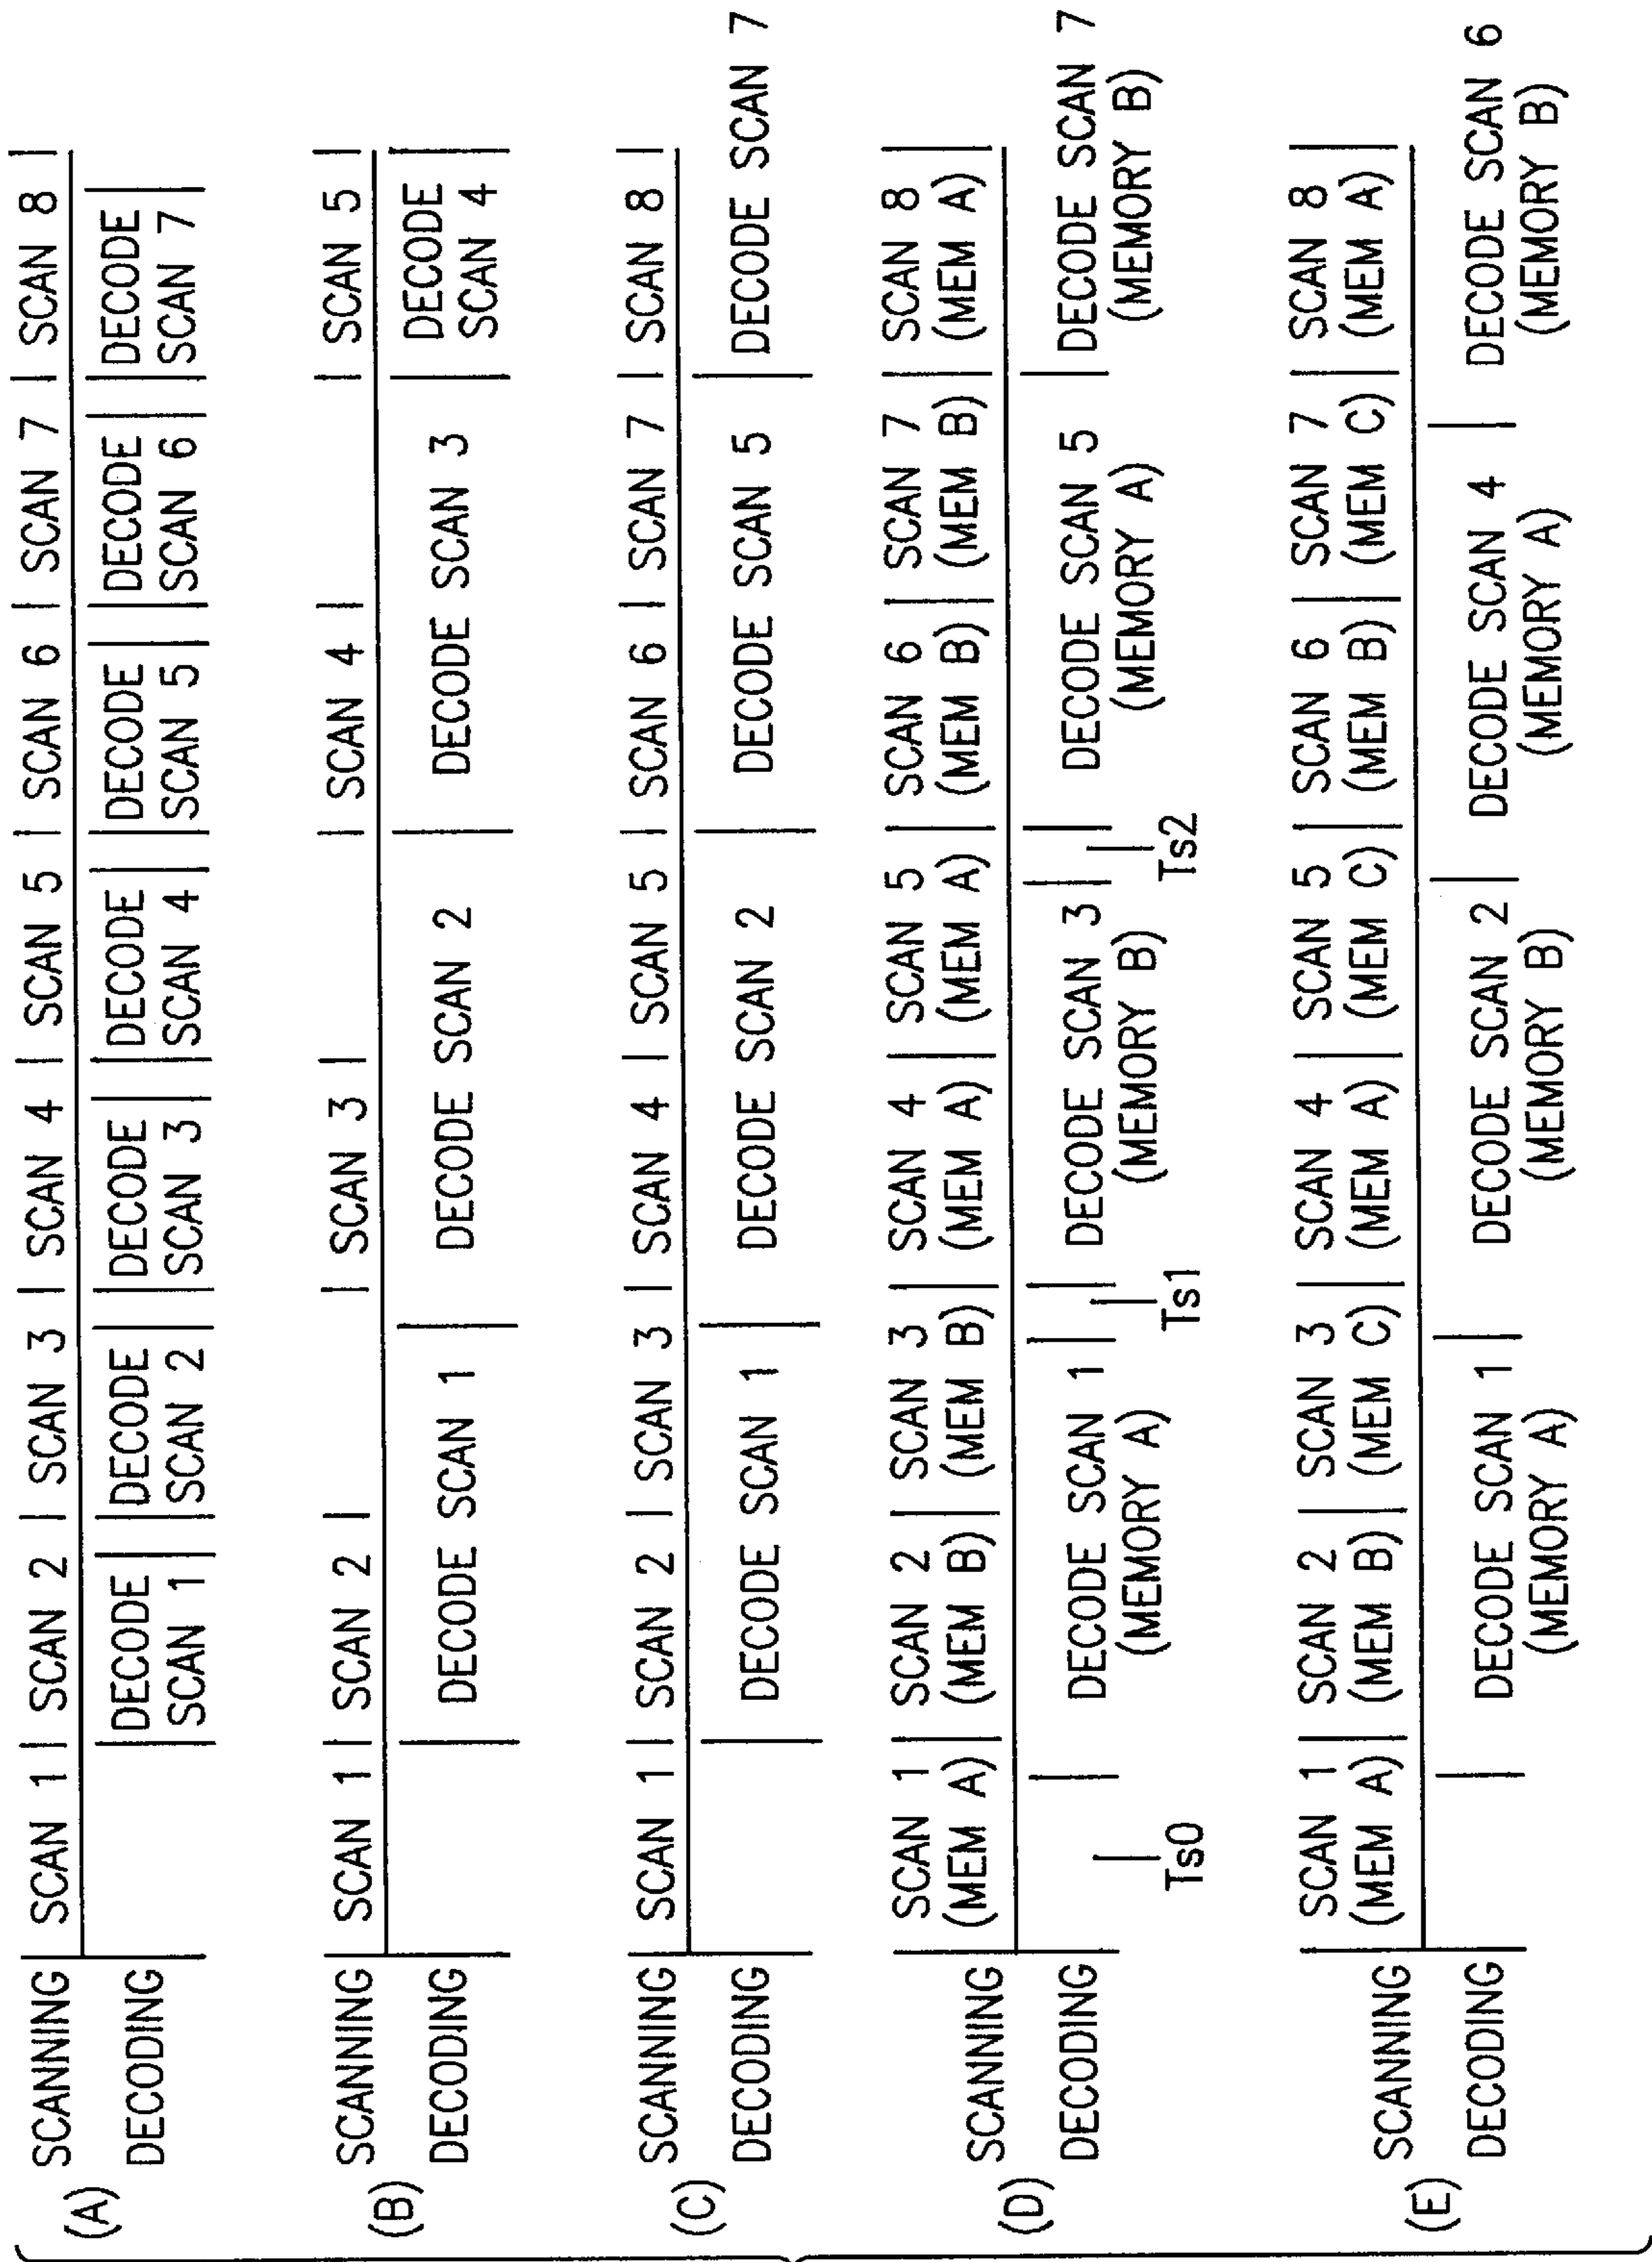 (A)
SCANNING | SCAN 1 | SCAN 2 | SCAN 3 | SCAN 4 | SCAN 5 | SCAN 6 | SCAN 7 | SCAN 8 |
DECODING | DECODE SCAN 1 | DECODE SCAN 2 | DECODE SCAN 3 | DECODE SCAN 4 | DECODE SCAN 5 | DECODE SCAN 6 | DECODE SCAN 7 |
(B)
SCANNING | SCAN 1 | SCAN 2 | SCAN 3 | SCAN 4 | SCAN 5 |
DECODING | DECODE SCAN 1 | DECODE SCAN 2 | DECODE SCAN 3 | DECODE SCAN 4 |
(C)
SCANNING | SCAN 1 | SCAN 2 | SCAN 3 | SCAN 4 | SCAN 5 | SCAN 6 | SCAN 7 | SCAN 8 |
DECODING | DECODE SCAN 1 | DECODE SCAN 2 | DECODE SCAN 5 | DECODE SCAN 7
(D)
SCANNING | SCAN 1 (MEM A) | SCAN 2 (MEM B) | SCAN 3 (MEM B) | SCAN 4 (MEM A) | SCAN 5 (MEM A) | SCAN 6 (MEM B) | SCAN 7 (MEM B) | SCAN 8 (MEM A) |
DECODING | DECODE SCAN 1 (MEMORY A) | DECODE SCAN 3 (MEMORY B) | DECODE SCAN 5 (MEMORY A) | DECODE SCAN 7 (MEMORY B)
Ts0 Ts1 Ts2
(E)
SCANNING | SCAN 1 (MEM A) | SCAN 2 (MEM B) | SCAN 3 (MEM C) | SCAN 4 (MEM A) | SCAN 5 (MEM C) | SCAN 6 (MEM B) | SCAN 7 (MEM C) | SCAN 8 (MEM A) |
DECODING | DECODE SCAN 1 (MEMORY A) | DECODE SCAN 2 (MEMORY B) | DECODE SCAN 4 (MEMORY A) | DECODE SCAN 6 (MEMORY B)